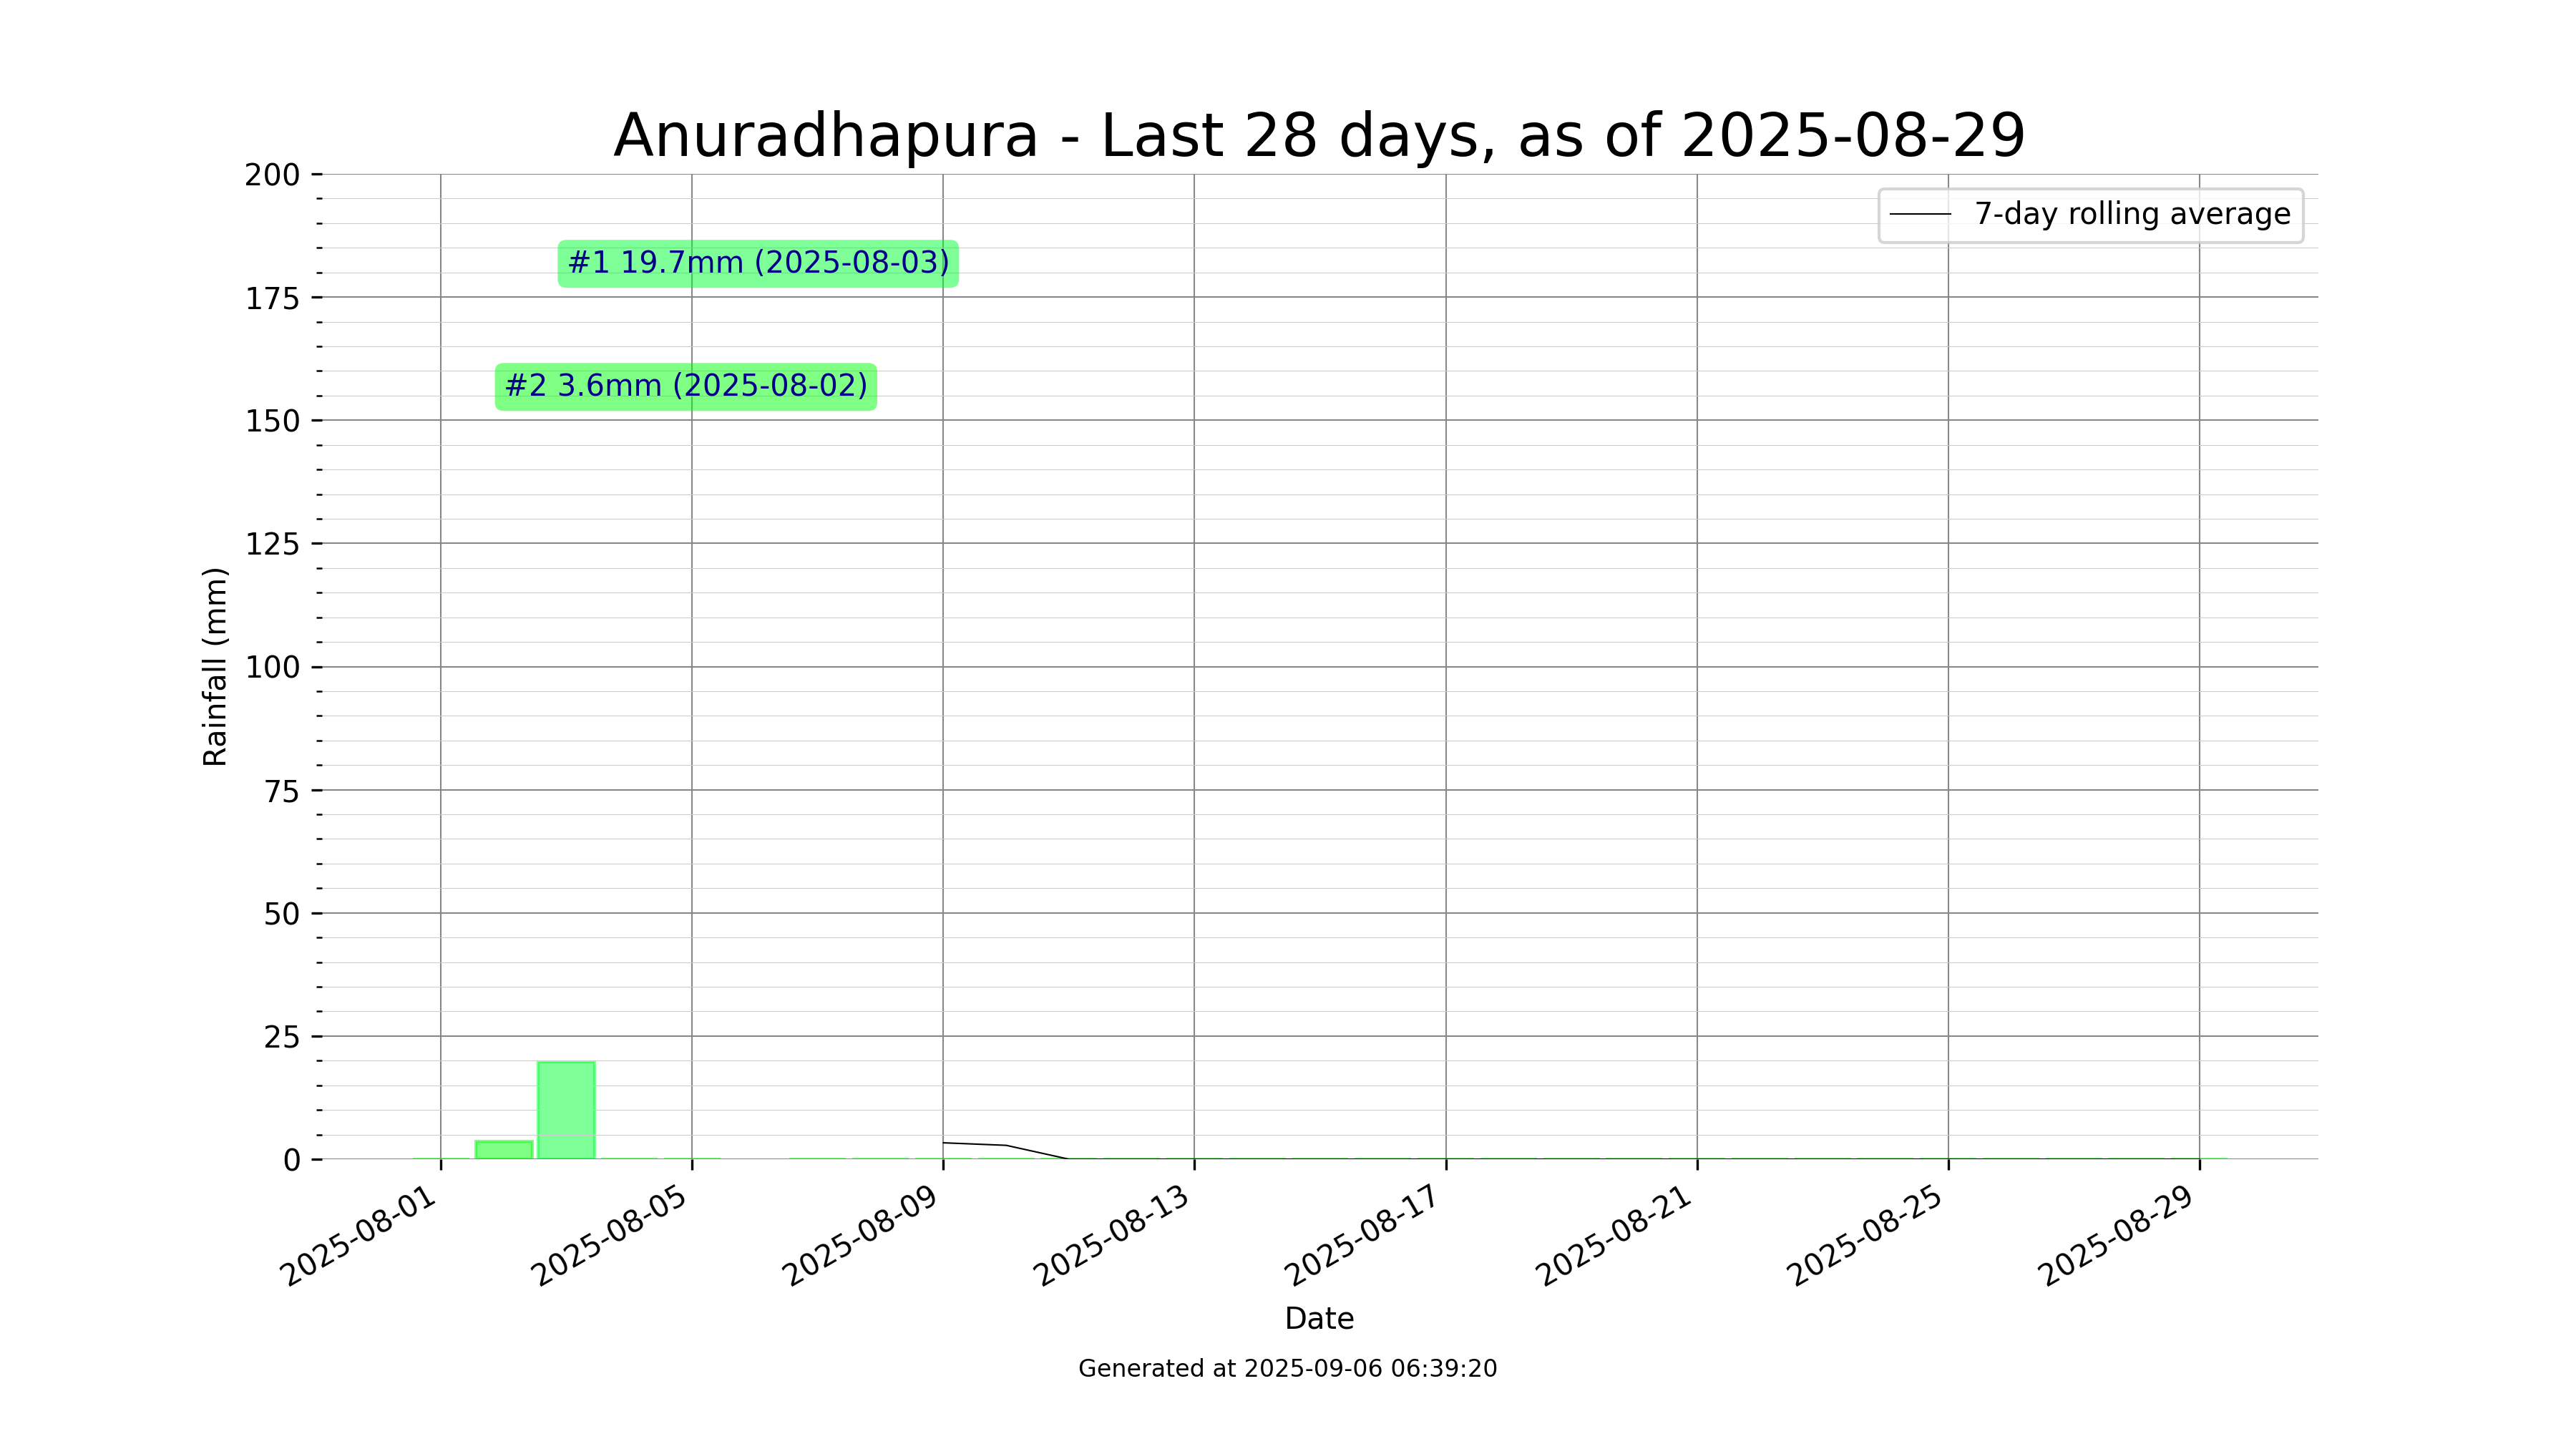 Anuradhapura - Last 28 days, as of 2025-08-29
7-day rolling average
#1 19.7mm (2025-08-03)
#2 3.6mm (2025-08-02)
Rainfall (mm)
200
175
150
125
100
75
50
25
0
2025-08-01
2025-08-05
2025-08-09
2025-08-13
2025-08-17
2025-08-21
2025-08-25
2025-08-29
Date
Generated at 2025-09-06 06:39:20